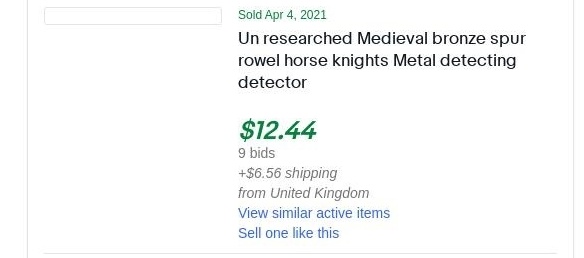 Sold Apr 4, 2021
Un researched Medieval bronze spur
rowel horse knights Metal detecting
detector
$12.44
9 bids
+$6.56 shipping
from United Kingdom
View similar active items
Sell one like this